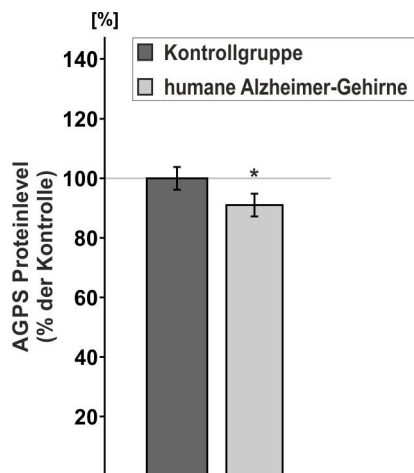 [%]
140
120
100
80
60
40
20
AGPS Proteinlevel
(% der Kontrolle)
Kontrollgruppe
humane Alzheimer-Gehirne
*